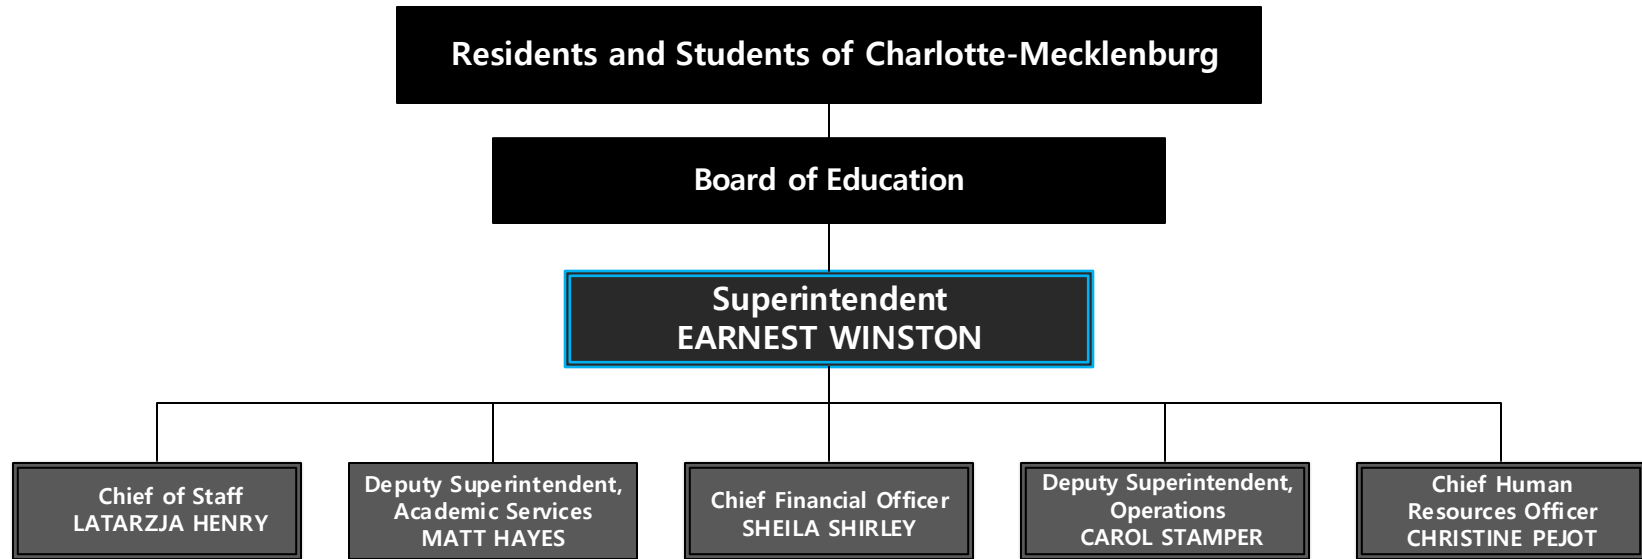 Residents and Students of Charlotte-Mecklenburg
Board of Education
Superintendent
EARNEST WINSTON
Chief of Staff
LATARZJA HENRY
Deputy Superintendent,
Academic Services
MATT HAYES
Chief Financial Officer
SHEILA SHIRLEY
Deputy Superintendent,
Operations
CAROL STAMPER
Chief Human
Resources Officer
CHRISTINE PEJOT